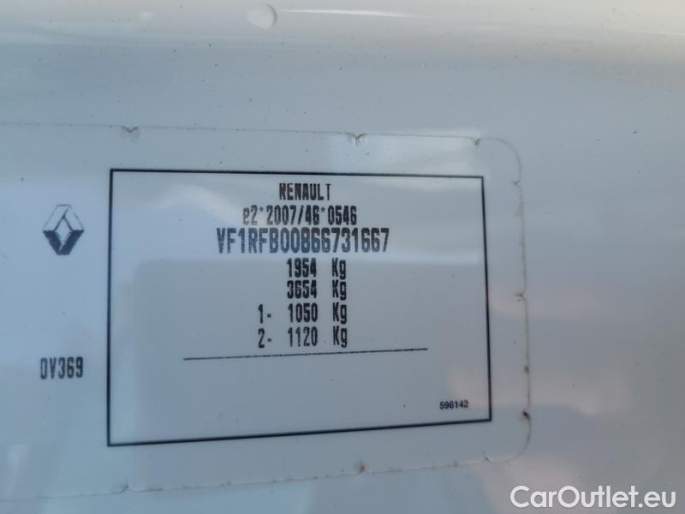 RENAULT
e2*2007/46*0546
VF1RFB00866731667
1954 Kg
3654 Kg
1- 1050 Kg
2- 1120 Kg
0V369
596142
CarOutlet.eu